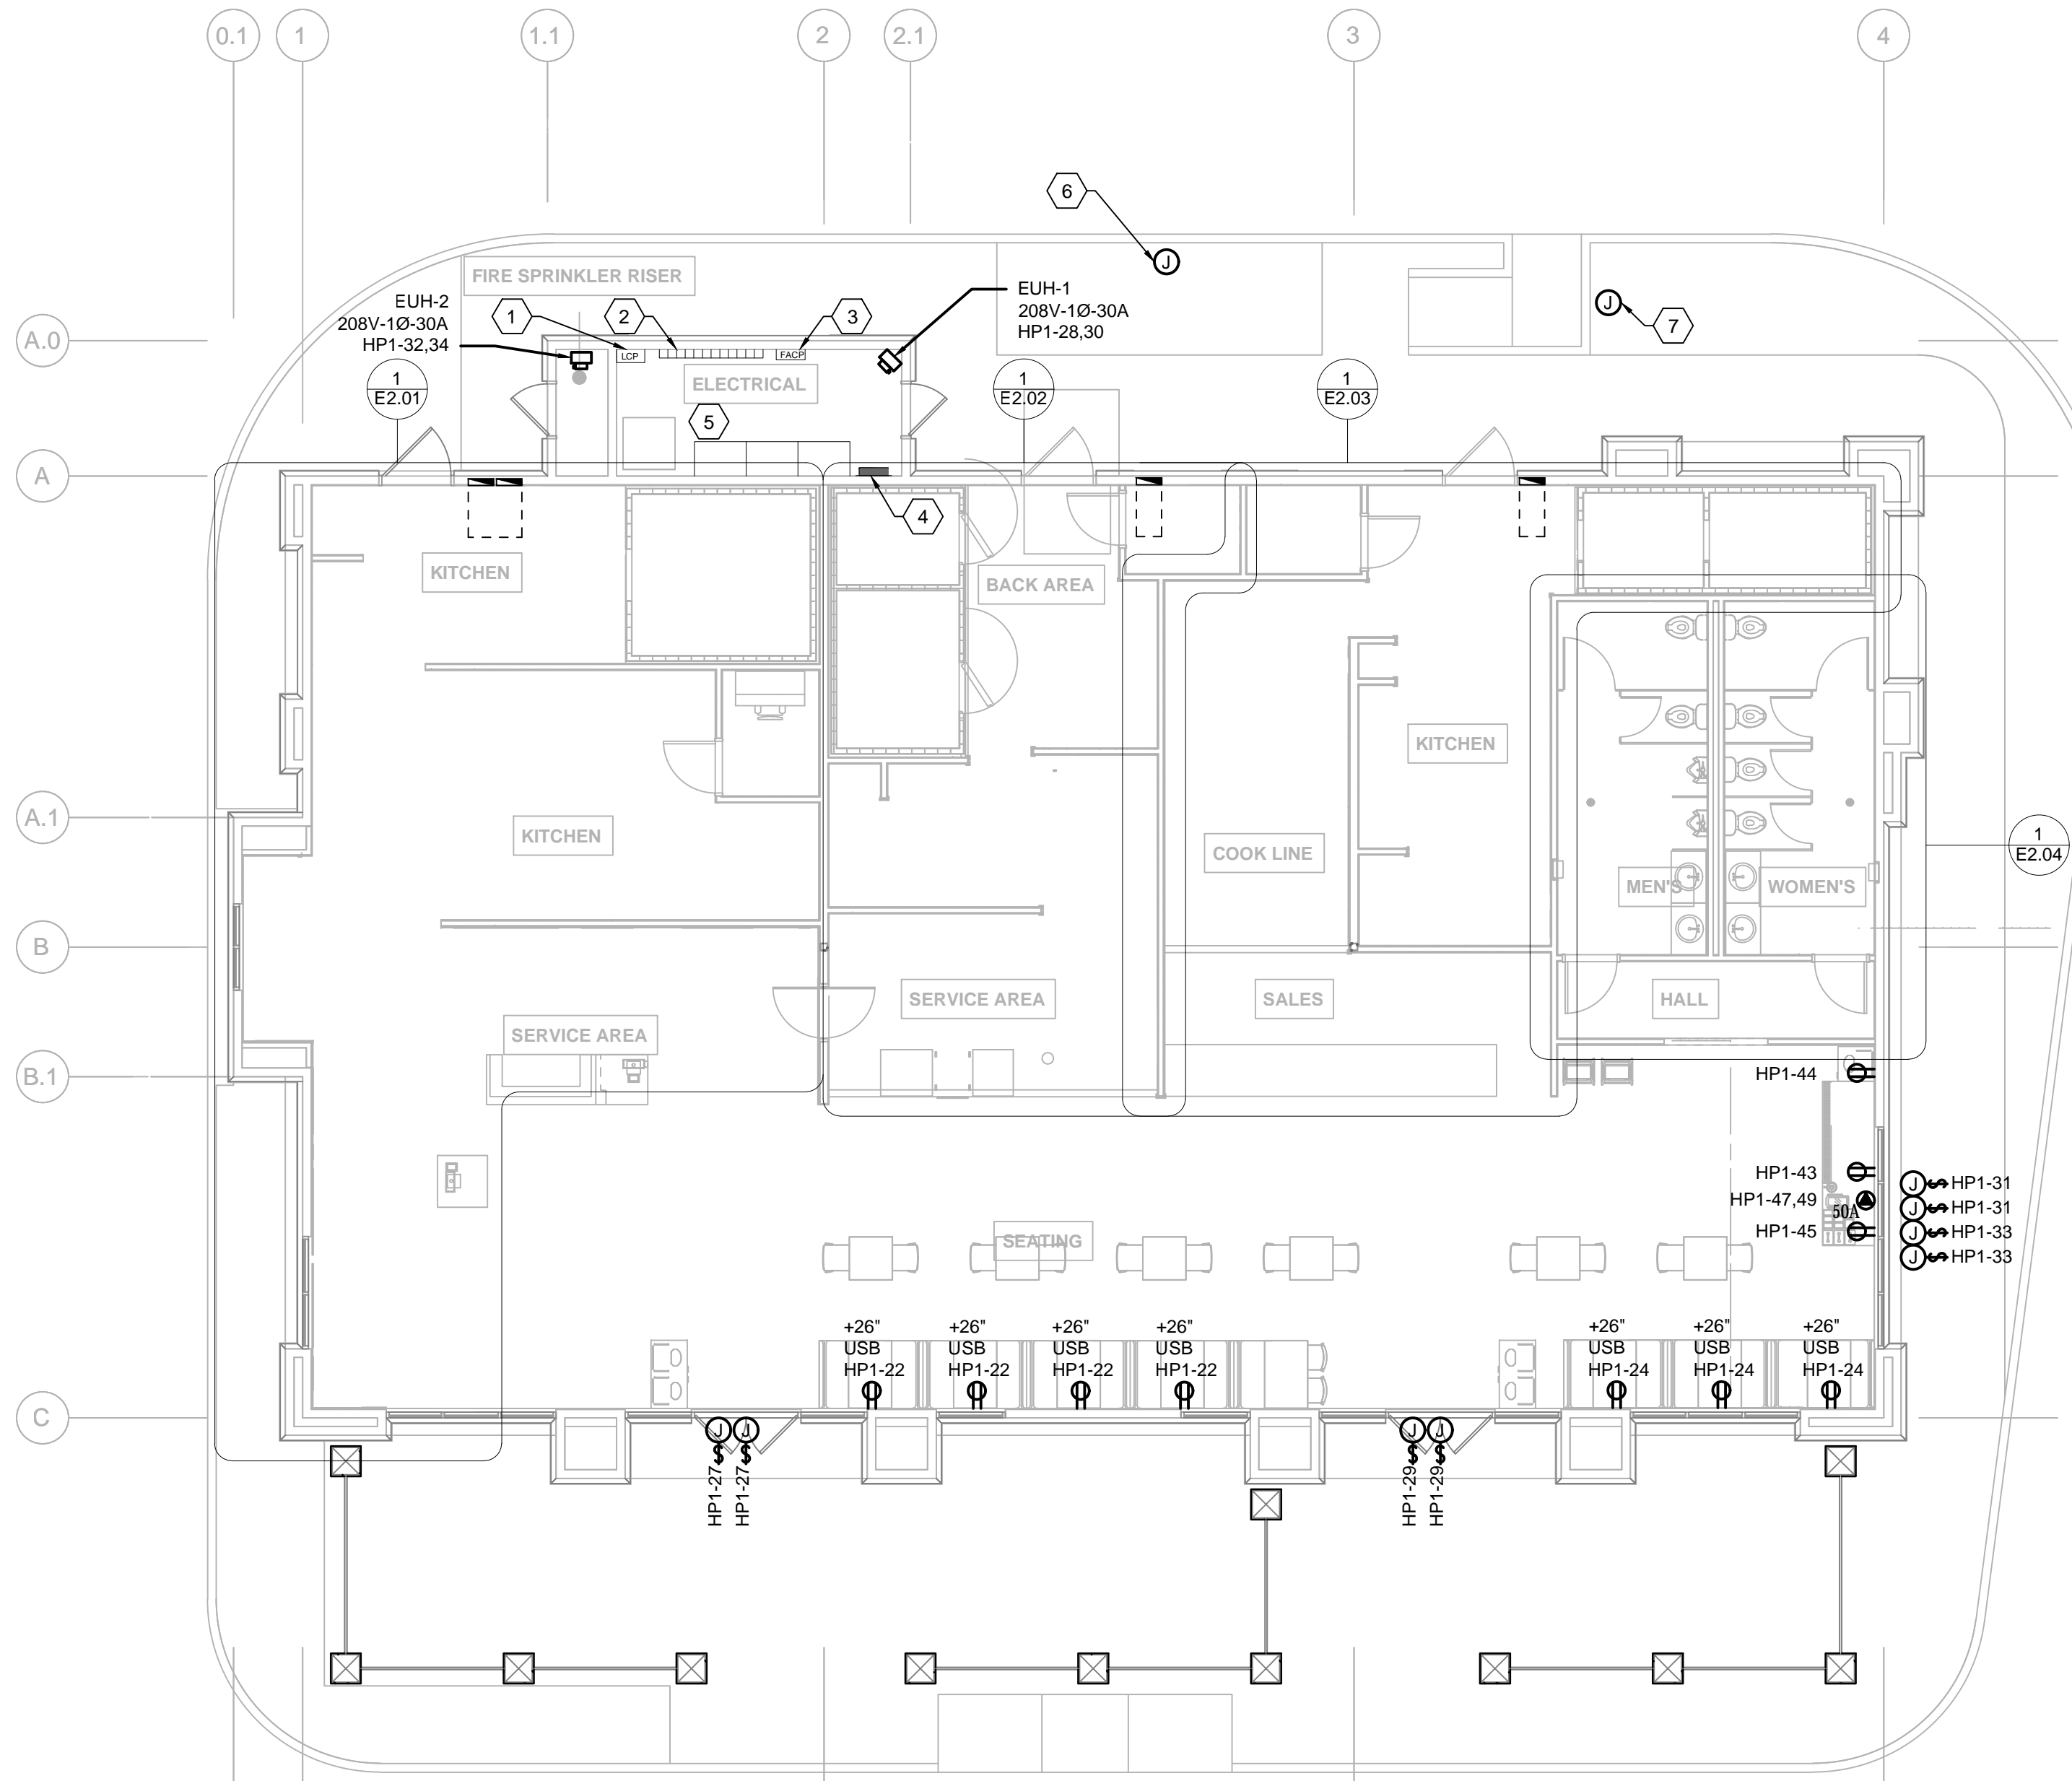 0.1
1
1.1
2
2.1
3
4
6
FIRE SPRINKLER RISER
EUH-2
208V-1Ø-30A
HP1-32,34
1
2
3
EUH-1
208V-1Ø-30A
HP1-28,30
J
J
7
A.0
LCP
FACP
ELECTRICAL
1
E2.01
1
E2.02
1
E2.03
5
A
4
KITCHEN
BACK AREA
KITCHEN
A.1
KITCHEN
COOK LINE
1
E2.04
MEN'S
WOMEN'S
B
SERVICE AREA
SALES
HALL
SERVICE AREA
B.1
HP1-44
HP1-43
HP1-47,49
50A
HP1-45
J $ HP1-31
J $ HP1-31
J $ HP1-33
J $ HP1-33
SEATING
+26"
USB
HP1-22
+26"
USB
HP1-22
+26"
USB
HP1-22
+26"
USB
HP1-22
+26"
USB
HP1-24
+26"
USB
HP1-24
+26"
USB
HP1-24
C
J $ HP1-27
J $ HP1-27
J $ HP1-29
J $ HP1-29